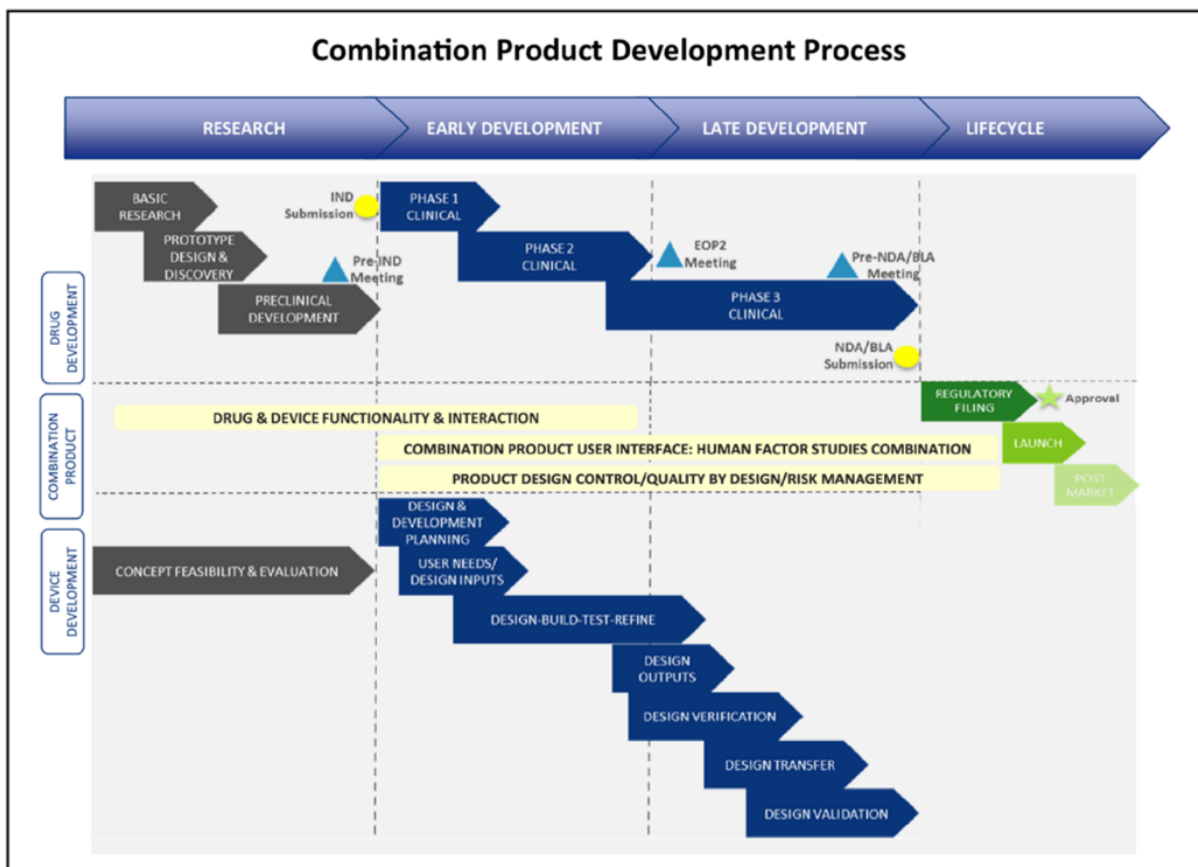 Combination Product Development Process
RESEARCH
EARLY DEVELOPMENT
LATE DEVELOPMENT
LIFECYCLE
DRUG
DEVELOPMENT
BASIC
RESEARCH
PROTOTYPE
DESIGN &
DISCOVERY
PRECLINICAL
DEVELOPMENT
IND
Submission
Pre-IND
Meeting
PHASE 1
CLINICAL
PHASE 2
CLINICAL
EOP2
Meeting
Pre-NDA/BLA
Meeting
PHASE 3
CLINICAL
NDA/BLA
Submission
COMBINATION
PRODUCT
REGULATORY
FILING
Approval
DRUG & DEVICE FUNCTIONALITY & INTERACTION
LAUNCH
COMBINATION PRODUCT USER INTERFACE: HUMAN FACTOR STUDIES COMBINATION
PRODUCT DESIGN CONTROL/QUALITY BY DESIGN/RISK MANAGEMENT
POST
MARKET
DEVICE
DEVELOPMENT
DESIGN &
DEVELOPMENT
PLANNING
CONCEPT FEASIBILITY & EVALUATION
USER NEEDS/
DESIGN INPUTS
DESIGN-BUILD-TEST-REFINE
DESIGN
OUTPUTS
DESIGN VERIFICATION
DESIGN TRANSFER
DESIGN VALIDATION